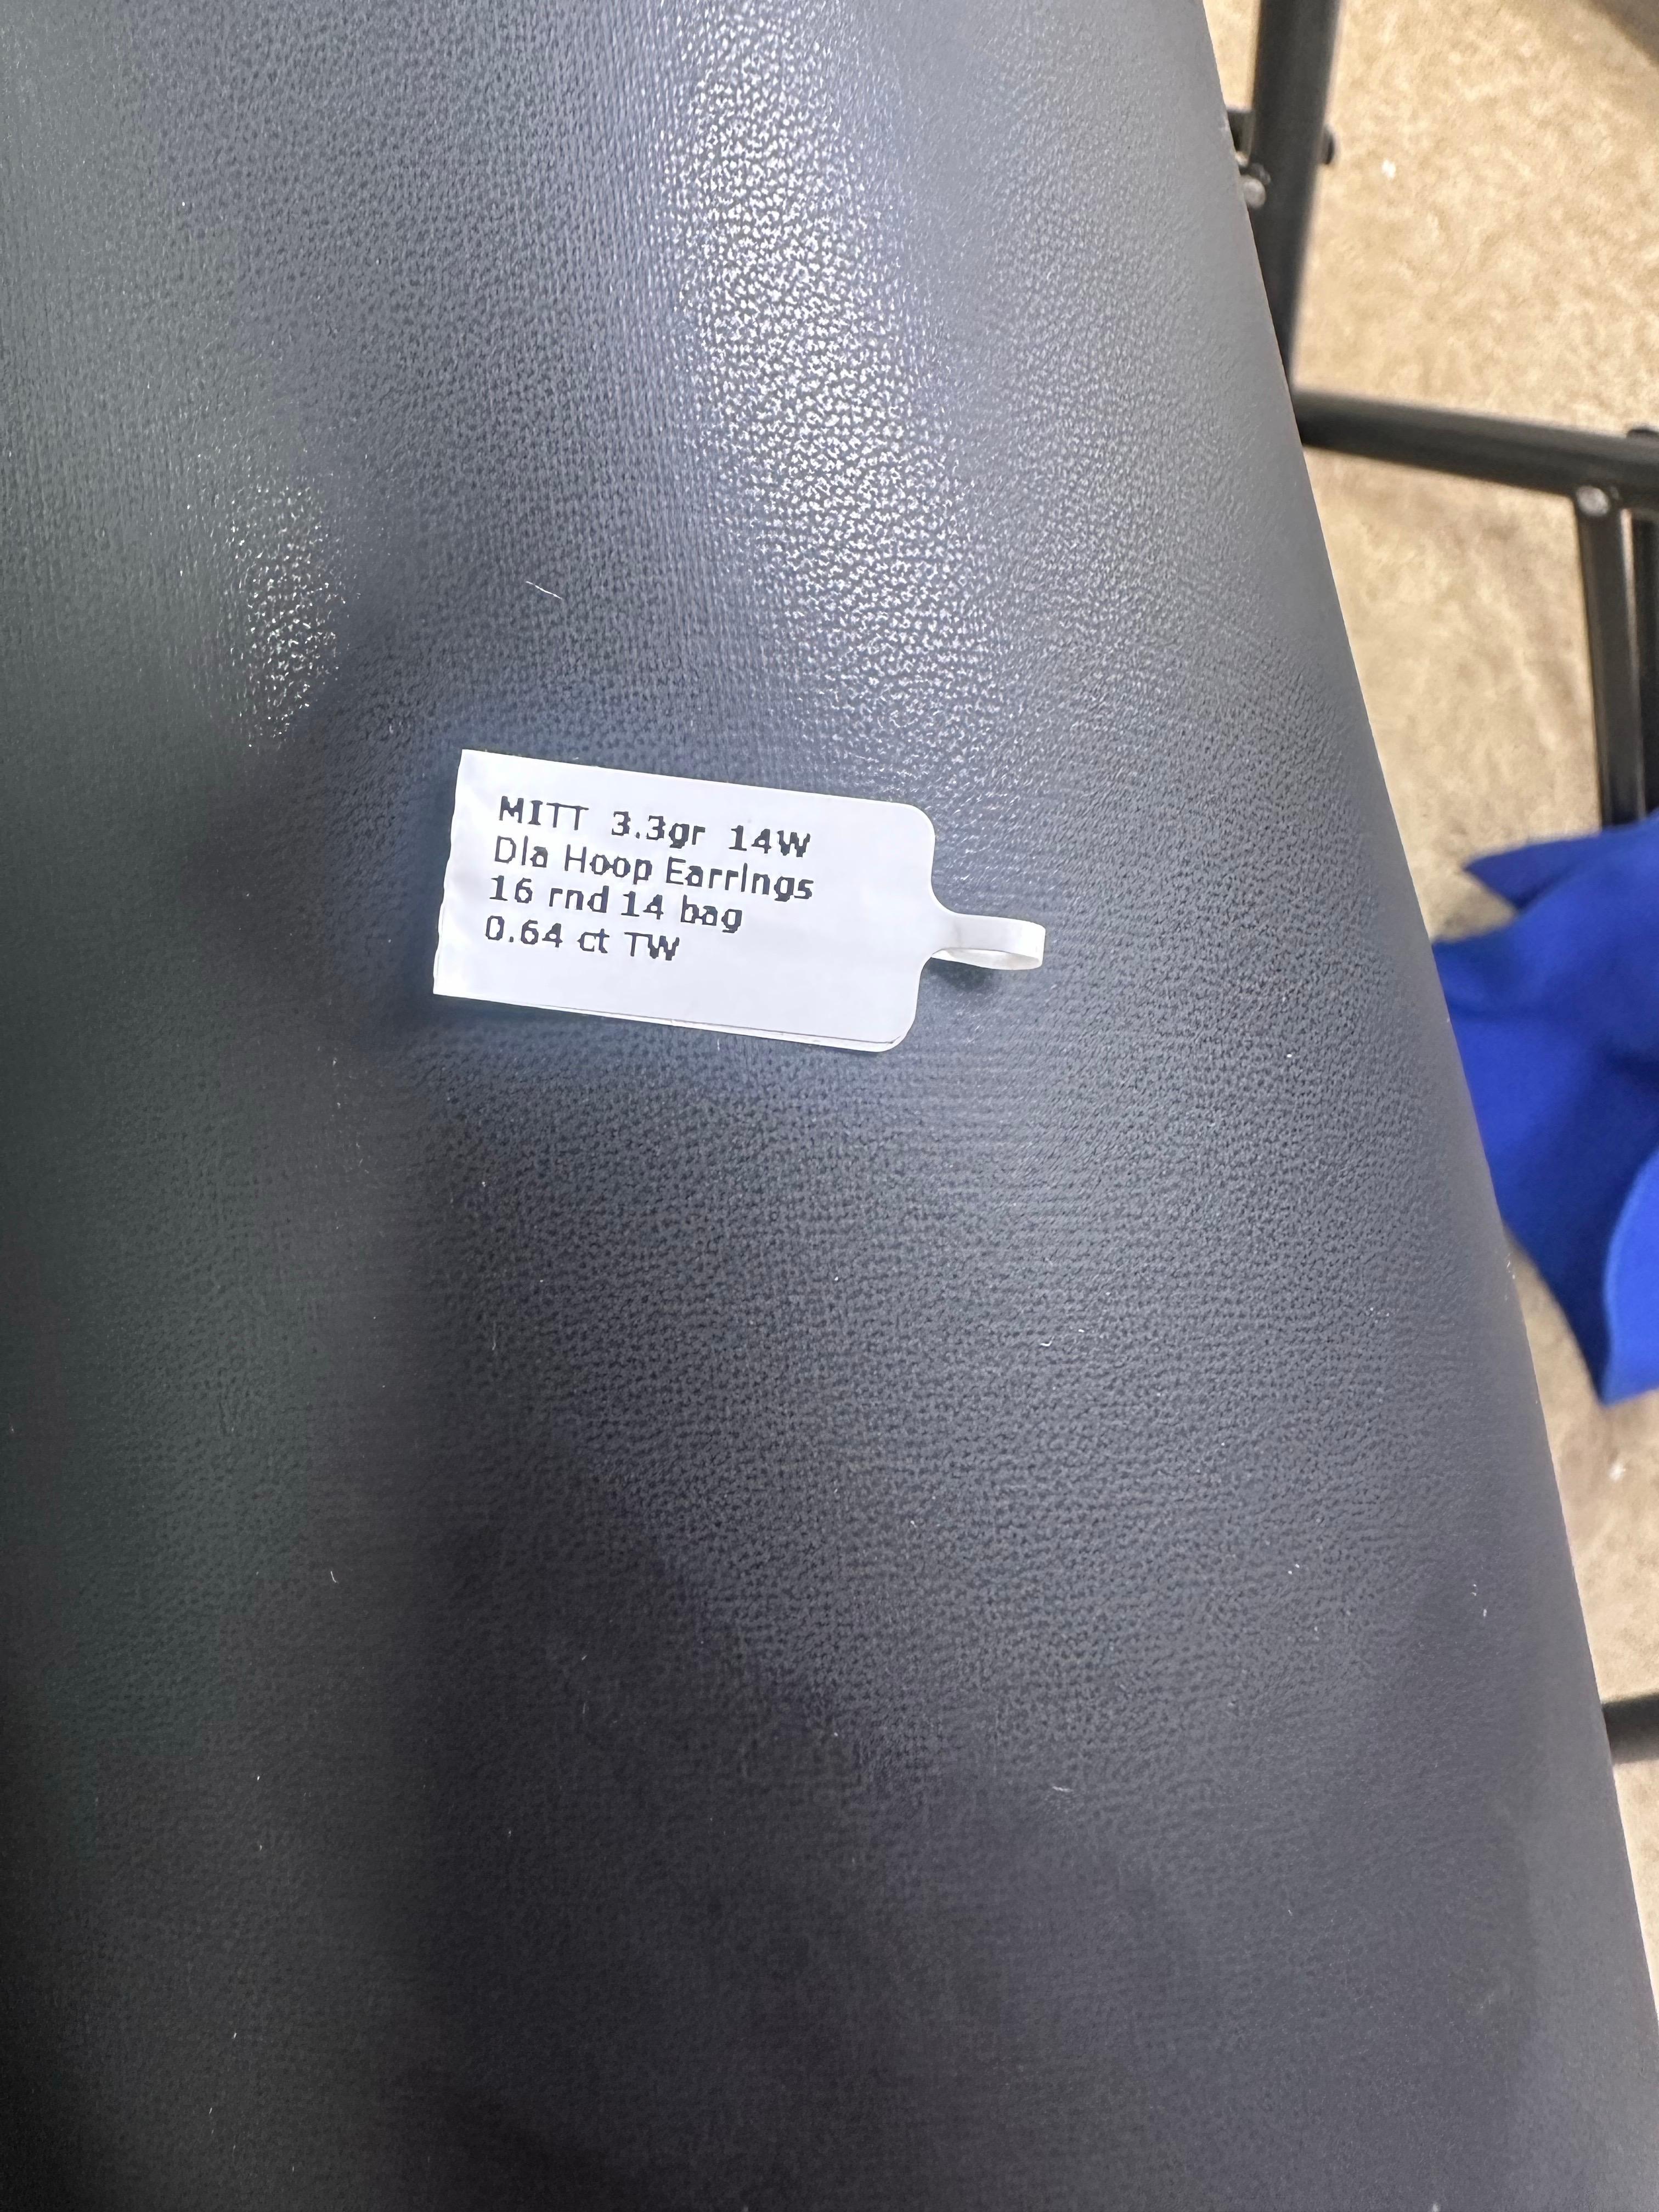 MITT 3.3gr 14W
Dia Hoop Earrings
16 rnd 14 bag
0.64 ct TW